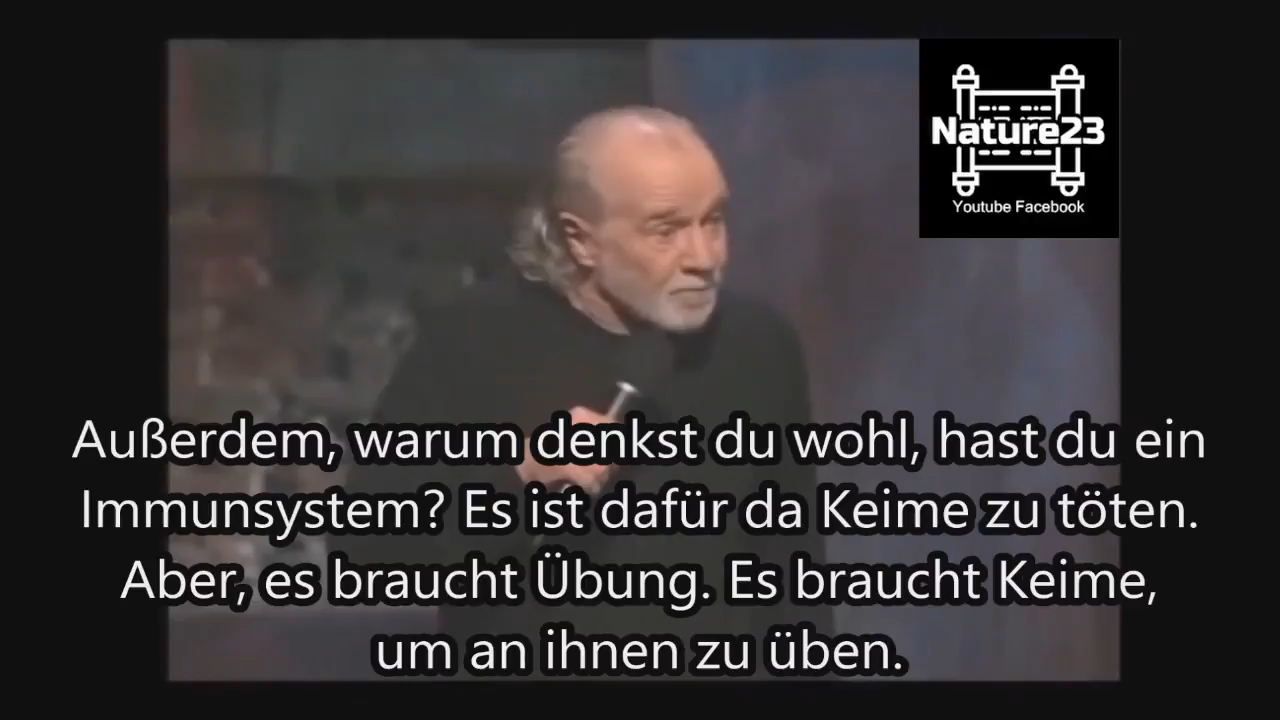 Nature23
Youtube Facebook
Außerdem, warum denkst du wohl, hast du ein
Immunsystem? Es ist dafür da Keime zu töten.
Aber, es braucht Übung. Es braucht Keime,
um an ihnen zu üben.